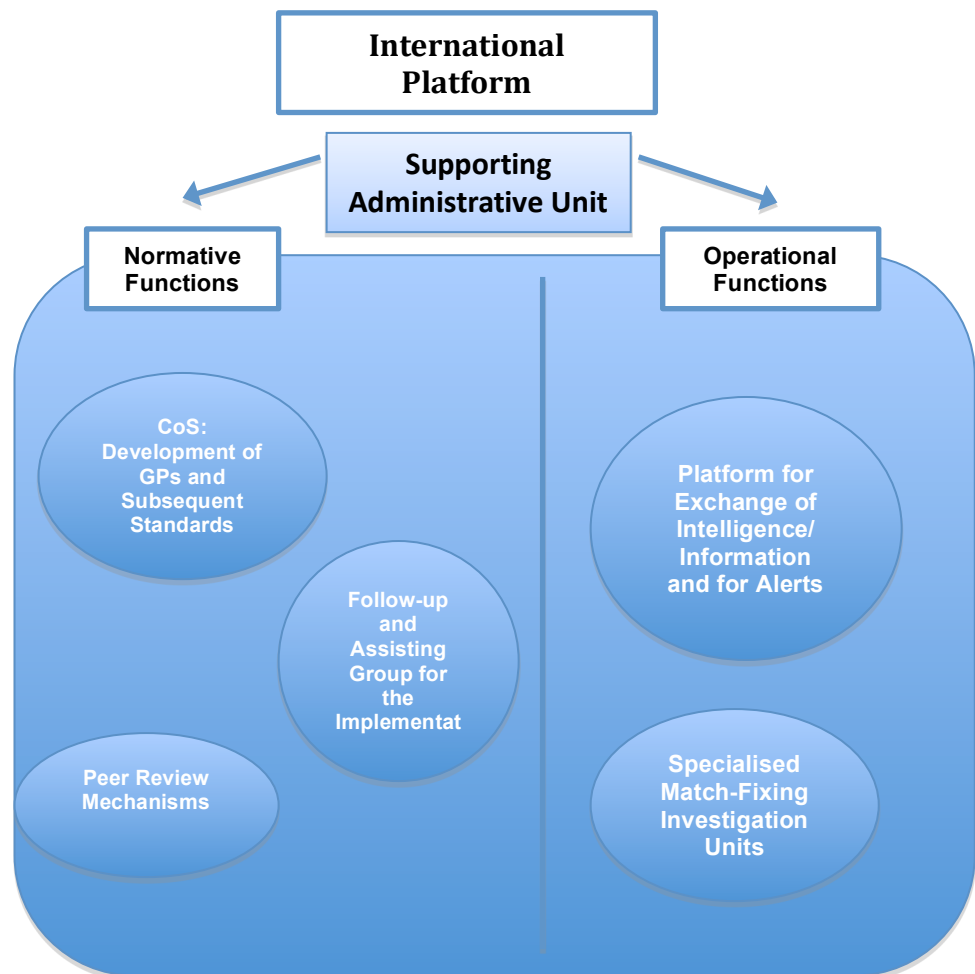 International
Platform
Supporting
Administrative Unit
Normative
Functions
Operational
Functions
CoS:
Development of
GPs and
Subsequent
Standards
Follow-up
and
Assisting
Group for
the
Implementat
Peer Review
Mechanisms
Platform for
Exchange of
Intelligence/
Information
and for Alerts
Specialised
Match-Fixing
Investigation
Units